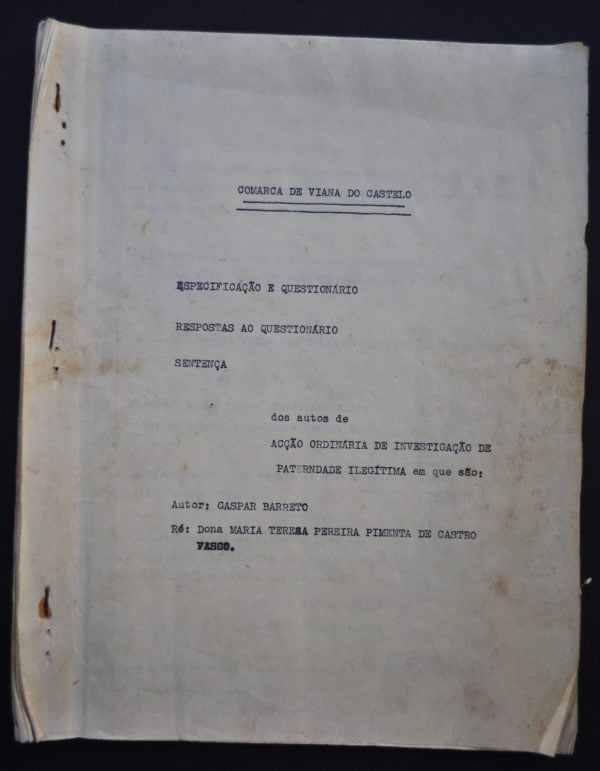 COMARCA DE VIANA DO CASTELO
ESPECIFICAÇÃO E QUESTIONÁRIO
RESPOSTAS AO QUESTIONÁRIO
SENTENÇA
dos autos de
ACÇÃO ORDINÁRIA DE INVESTIGAÇÃO DE
PATERNDADE ILEGÍTIMA em que são:
Autor: GASPAR BARRETO
Ré: Dona MARIA TERESA PEREIRA PIMENTA DE CASTRO
VASCO.